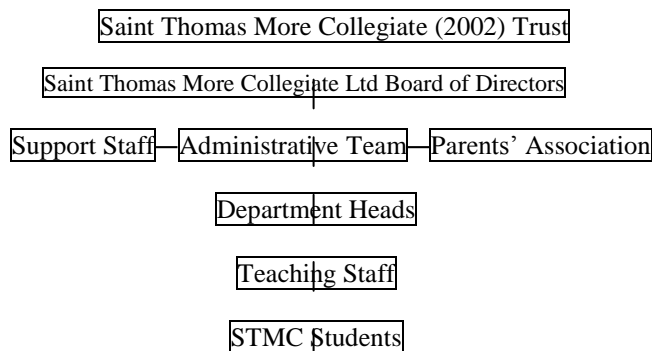 Saint Thomas More Collegiate (2002) Trust
Saint Thomas More Collegiate Ltd Board of Directors
Support Staff Administrative Team Parents’ Association
Department Heads
Teaching Staff
STMC Students